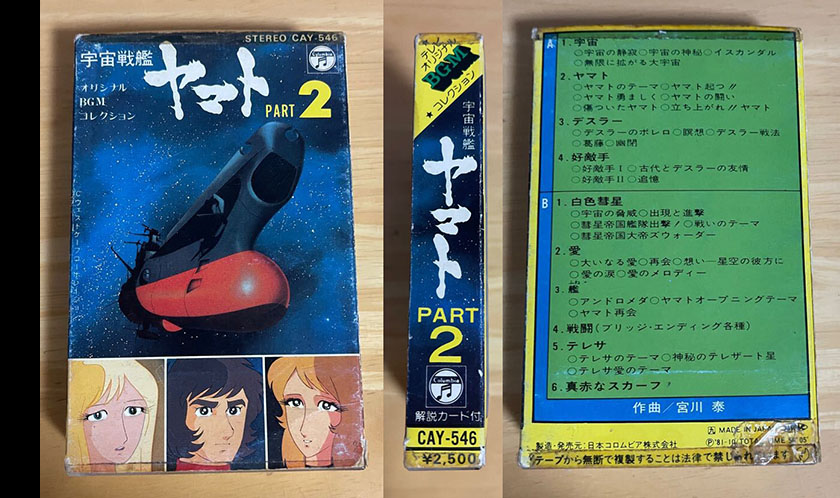 STEREO CAY-546
Columbia
宇宙戦艦
ヤマト
オリジナル
BGM
コレクション
PART 2
テレビ
オリジナル
BGM
コレクション
宇宙戦艦
ヤマト
PART
2
Columbia
解説カード付
CAY-546
¥2,500
A
1.宇宙
○宇宙の静寂○宇宙の神秘○イスカンダル
○無限に拡がる大宇宙
2.ヤマト
○ヤマトのテーマ○ヤマト起つ!!
○ヤマト勇ましく○ヤマトの闘い
○傷ついたヤマト○立ち上がれ!!ヤマト
3.デスラー
○デスラーのボレロ○瞑想○デスラー戦法
○葛藤○幽閉
4.好敵手
○好敵手Ⅰ○古代とデスラーの友情
○好敵手Ⅱ○追憶
B
1.白色彗星
○宇宙の脅威○出現と進撃
○彗星帝国艦隊出撃!○戦いのテーマ
○彗星帝国大帝ズウォーダー
2.愛
○大いなる愛○再会○想い―星空の彼方に
○愛の涙○愛のメロディー
3.艦
○アンドロメダ○ヤマトオープニングテーマ
○ヤマト再会
4.戦闘(ブリッジ・エンディング各種)
5.テレサ
○テレサのテーマ○神秘のテレザート星
○テレサ愛のテーマ
6.真赤なスカーフ
作曲/宮川 泰
MADE IN JAPAN
製造・発売元:日本コロムビア株式会社
テープから無断で複製することは法律で禁じ